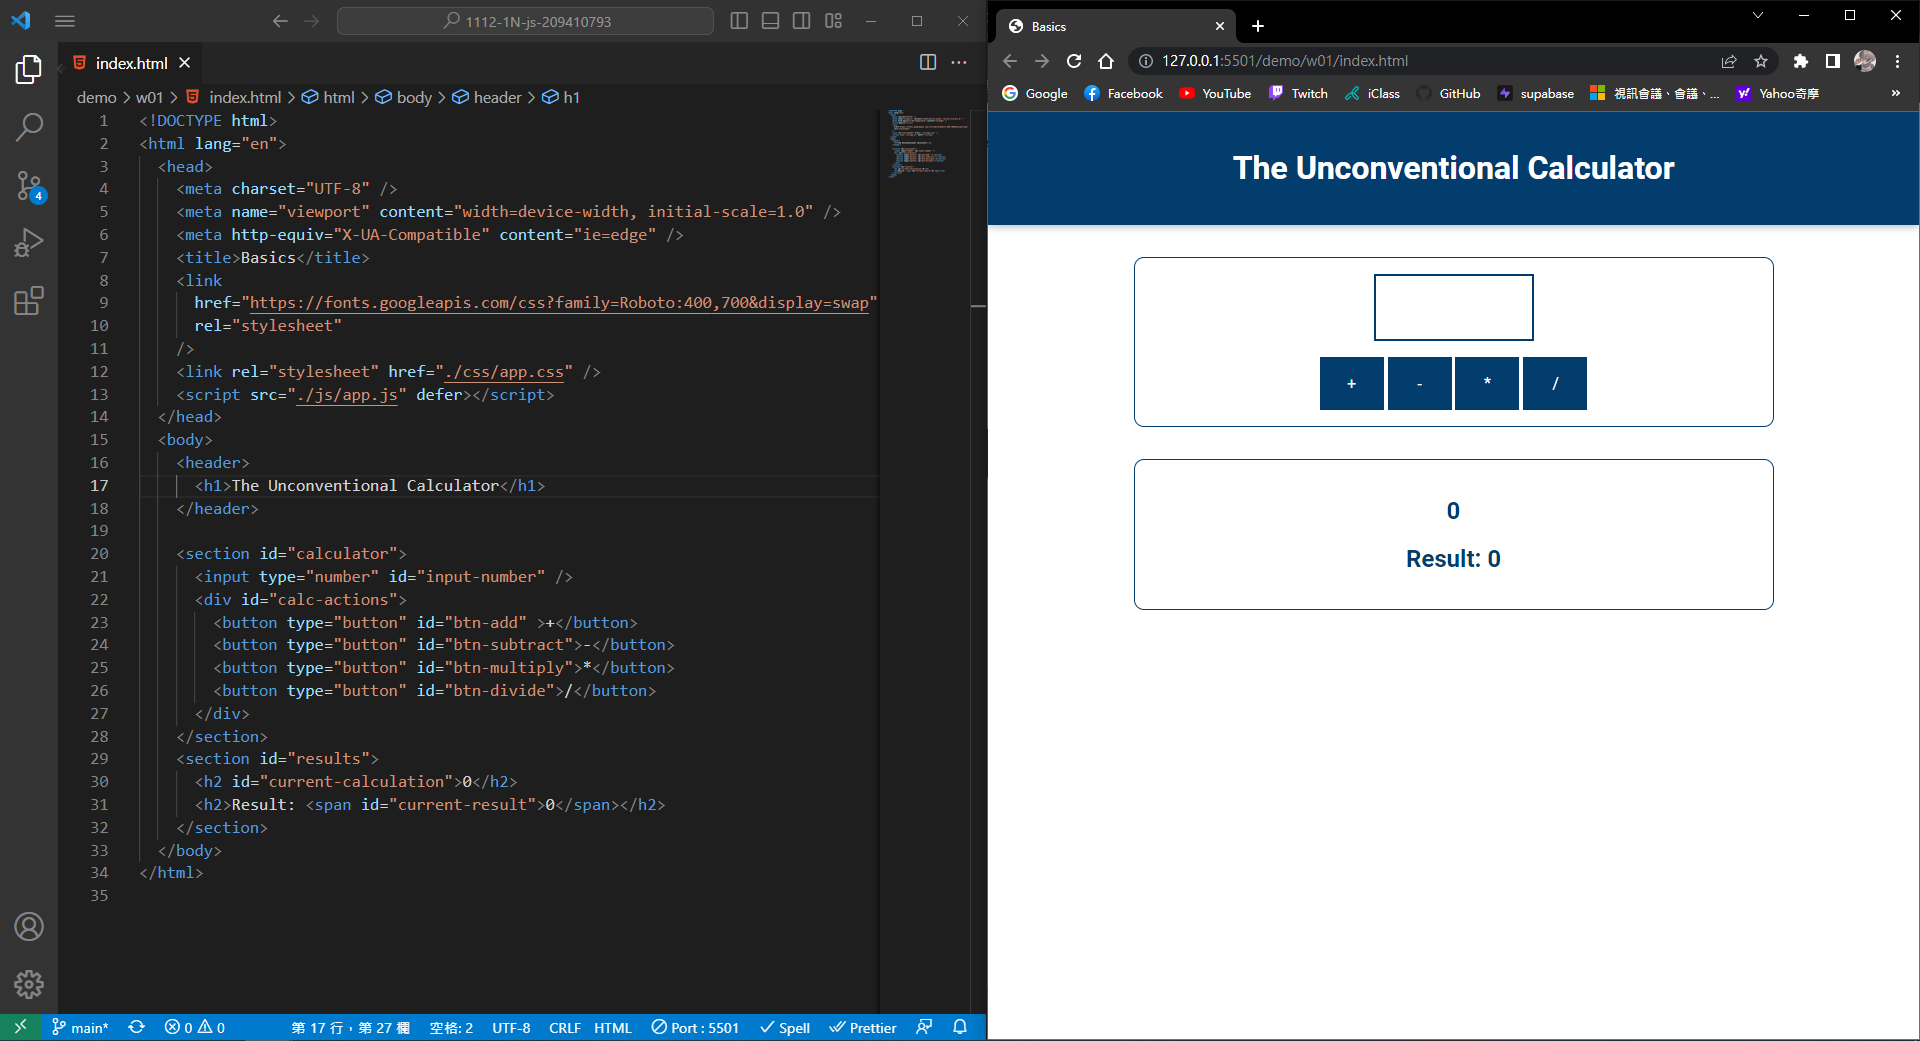 1112-1N-js-209410793
index.html
demo > w01 > index.html > html > body > header > h1
1 <!DOCTYPE html>
2 <html lang="en">
3 <head>
4 <meta charset="UTF-8" />
5 <meta name="viewport" content="width=device-width, initial-scale=1.0" />
6 <meta http-equiv="X-UA-Compatible" content="ie=edge" />
7 <title>Basics</title>
8 <link
9 href="https://fonts.googleapis.com/css?family=Roboto:400,700&display=swap"
10 rel="stylesheet"
11 />
12 <link rel="stylesheet" href="./css/app.css" />
13 <script src="./js/app.js" defer></script>
14 </head>
15 <body>
16 <header>
17 <h1>The Unconventional Calculator</h1>
18 </header>
19
20 <section id="calculator">
21 <input type="number" id="input-number" />
22 <div id="calc-actions">
23 <button type="button" id="btn-add" >+</button>
24 <button type="button" id="btn-subtract">-</button>
25 <button type="button" id="btn-multiply">*</button>
26 <button type="button" id="btn-divide">/</button>
27 </div>
28 </section>
29 <section id="results">
30 <h2 id="current-calculation">0</h2>
31 <h2>Result: <span id="current-result">0</span></h2>
32 </section>
33 </body>
34 </html>
35
4
main* 0 0 第 17 行，第 27 欄 空格: 2 UTF-8 CRLF HTML Port : 5501 Spell Prettier
Basics
127.0.0.1:5501/demo/w01/index.html
Google Facebook YouTube Twitch iClass GitHub supabase 視訊會議、會議、... Yahoo奇摩 »
The Unconventional Calculator
+ - * /
0
Result: 0